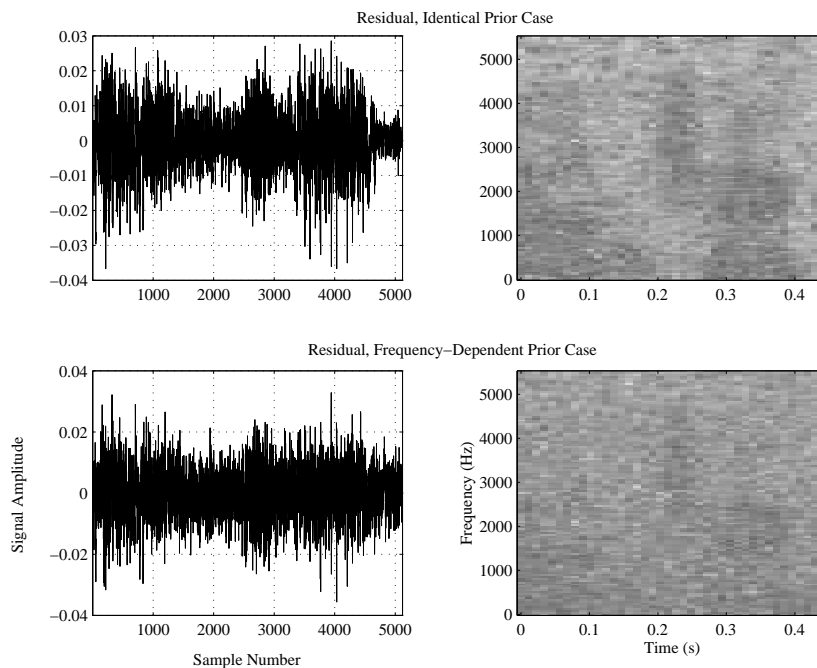 Residual, Identical Prior Case
0.03
0.02
0.01
0
−0.01
−0.02
−0.03
−0.04
1000 2000 3000 4000 5000
5000
4000
3000
2000
1000
0
0 0.1 0.2 0.3 0.4
Residual, Frequency−Dependent Prior Case
Signal Amplitude
0.04
0.02
0
−0.02
−0.04
1000 2000 3000 4000 5000
Sample Number
Frequency (Hz)
5000
4000
3000
2000
1000
0
0 0.1 0.2 0.3 0.4
Time (s)